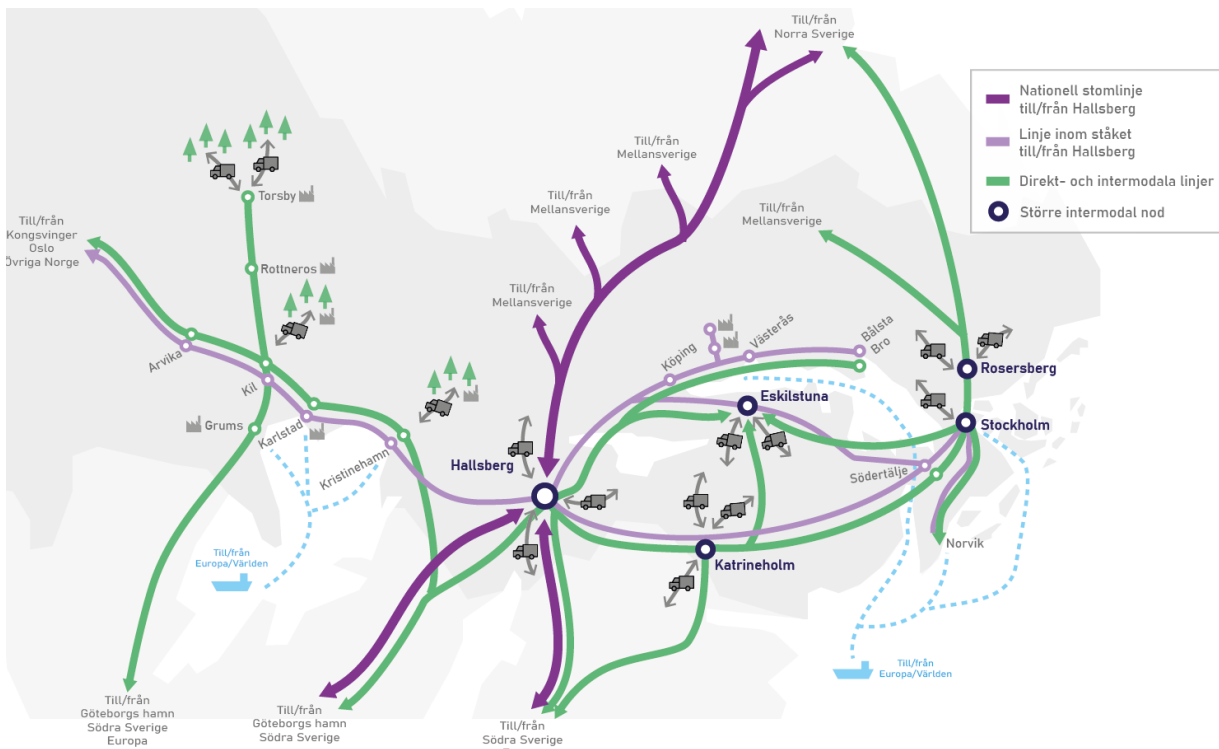 Till/från
Norra Sverige
Nationell stomlinje
till/från Hallsberg
Linje inom ståket
till/från Hallsberg
Direkt- och intermodala linjer
Större intermodal nod
Till/från
Mellansverige
Till/från
Mellansverige
Till/från
Mellansverige
Till/från
Mellansverige
Torsby
Till/från
Kongsvinger
Oslo
Övriga Norge
Rottneros
Arvika
Kil
Grums
Karlstad
Kristinehamn
Hallsberg
Köping
Västerås
Bålsta
Bro
Rosersberg
Eskilstuna
Stockholm
Södertälje
Norvik
Katrineholm
Till/från
Europa/Världen
Till/från
Europa/Världen
Till/från
Göteborgs hamn
Södra Sverige
Europa
Till/från
Göteborgs hamn
Södra Sverige
Till/från
Södra Sverige